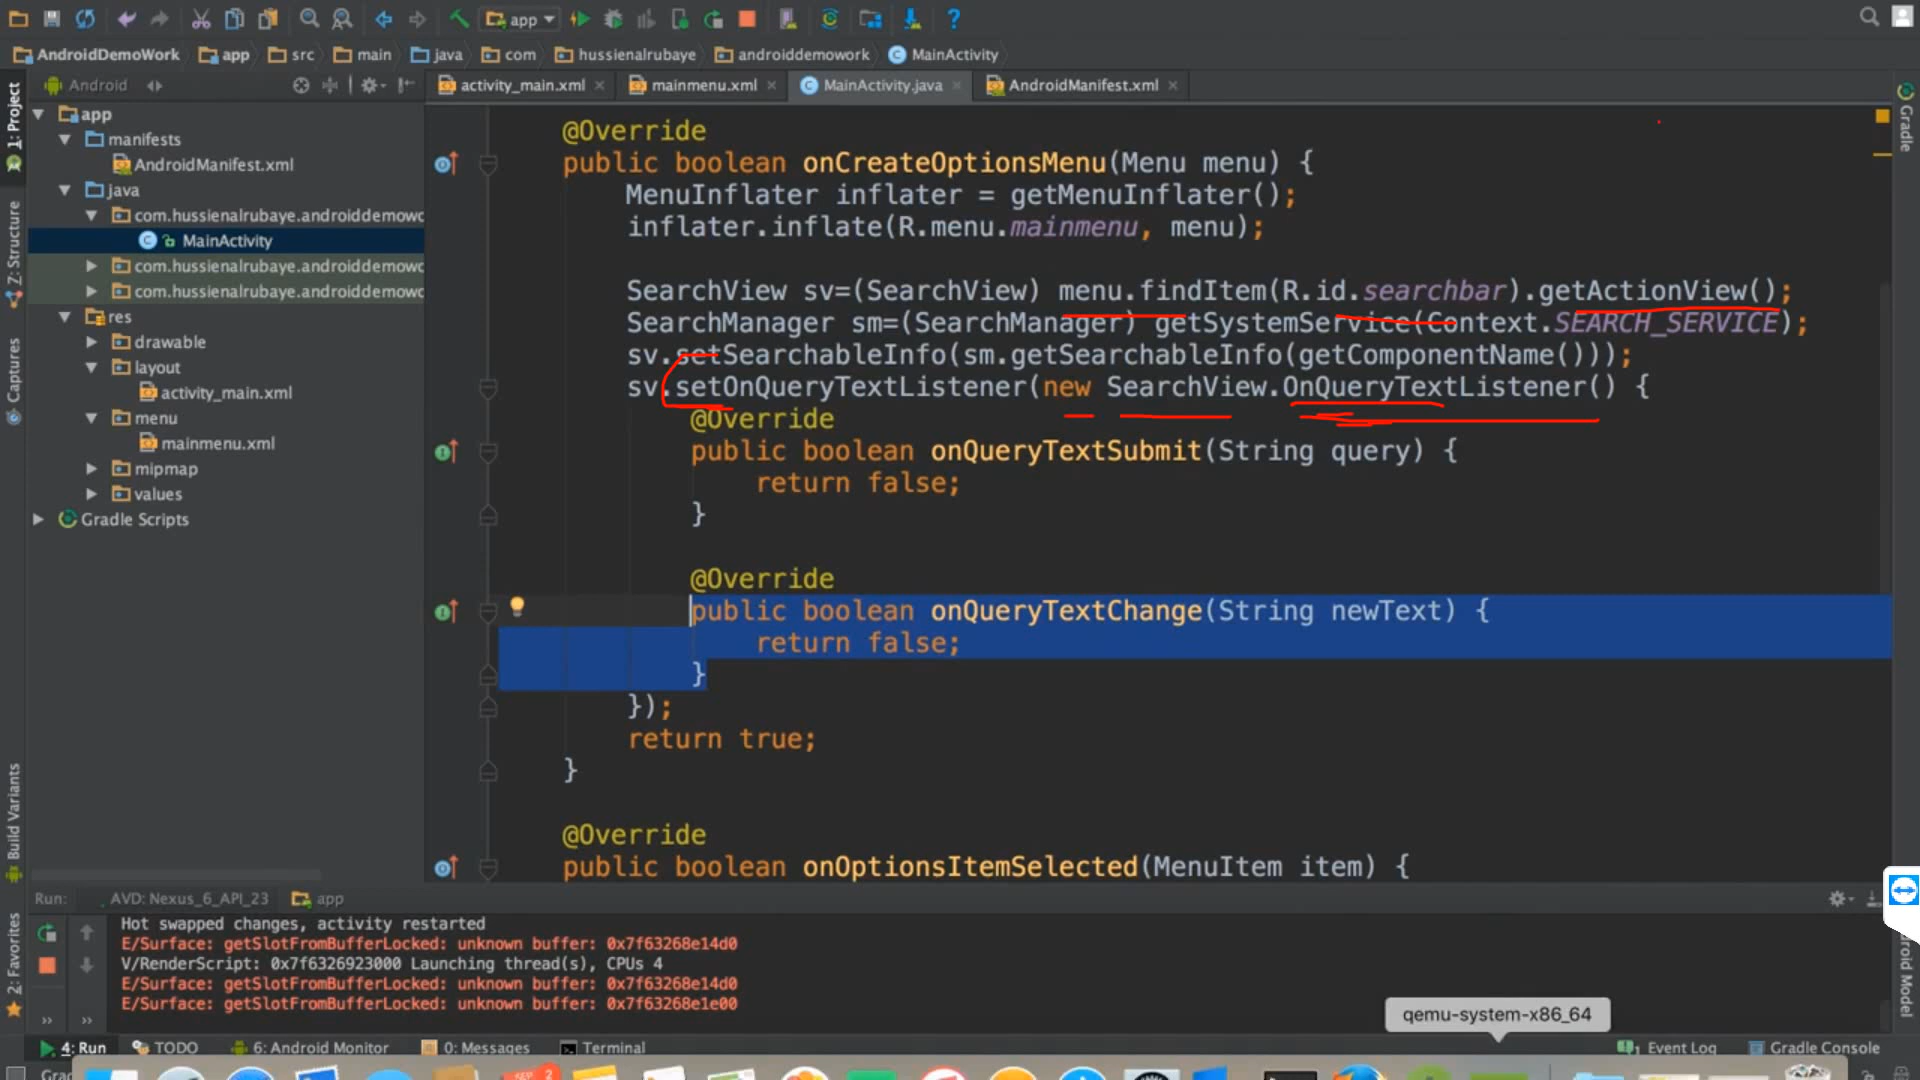 app
AndroidDemoWork app src main java com hussienalrubaye androiddemowork MainActivity
Android
activity_main.xml mainmenu.xml MainActivity.java AndroidManifest.xml
1: Project
Z: Structure
Captures
Build Variants
2: Favorites
Gradle
app
manifests
AndroidManifest.xml
java
com.hussienalrubaye.androiddemowo
MainActivity
com.hussienalrubaye.androiddemowo
com.hussienalrubaye.androiddemowo
res
drawable
layout
activity_main.xml
menu
mainmenu.xml
mipmap
values
Gradle Scripts
@Override
public boolean onCreateOptionsMenu(Menu menu) {
MenuInflater inflater = getMenuInflater();
inflater.inflate(R.menu.mainmenu, menu);
SearchView sv=(SearchView) menu.findItem(R.id.searchbar).getActionView();
SearchManager sm=(SearchManager) getSystemService(Context.SEARCH_SERVICE);
sv.setSearchableInfo(sm.getSearchableInfo(getComponentName()));
sv.setOnQueryTextListener(new SearchView.OnQueryTextListener() {
@Override
public boolean onQueryTextSubmit(String query) {
return false;
}
@Override
public boolean onQueryTextChange(String newText) {
return false;
}
});
return true;
}
@Override
public boolean onOptionsItemSelected(MenuItem item) {
Run: AVD: Nexus_6_API_23 app
Hot swapped changes, activity restarted
E/Surface: getSlotFromBufferLocked: unknown buffer: 0x7f63268e14d0
V/RenderScript: 0x7f6326923000 Launching thread(s), CPUs 4
E/Surface: getSlotFromBufferLocked: unknown buffer: 0x7f63268e14d0
E/Surface: getSlotFromBufferLocked: unknown buffer: 0x7f63268e1e00
qemu-system-x86_64
4: Run TODO 6: Android Monitor 0: Messages Terminal Event Log Gradle Console